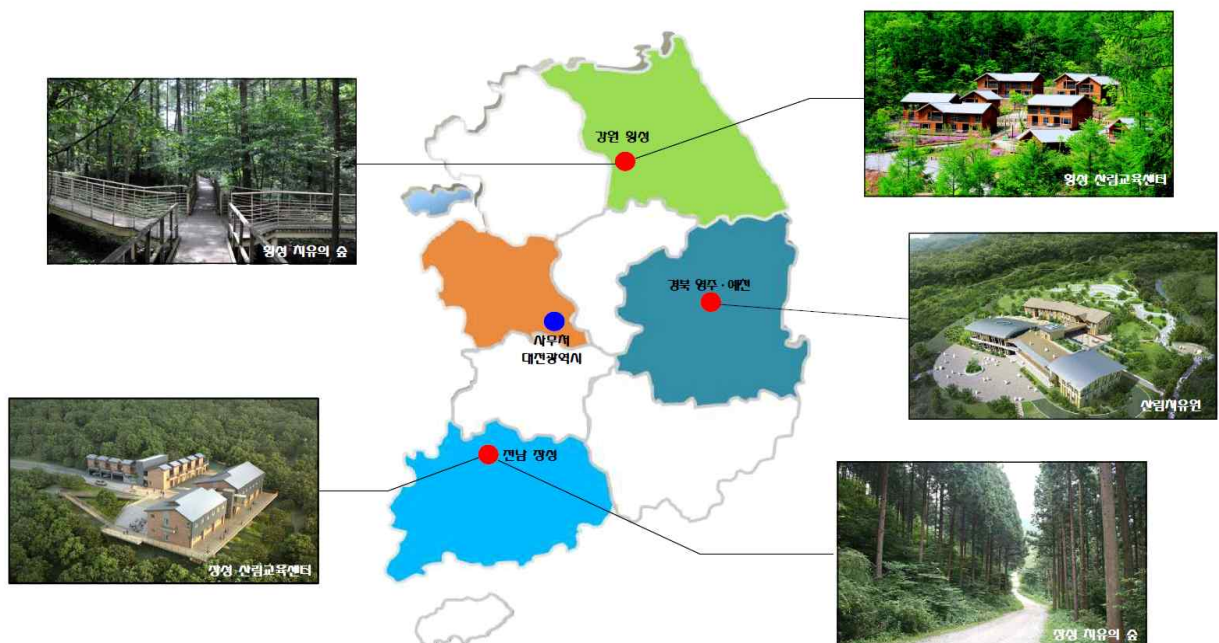 강원 횡성
횡성 산림교육센터
횡성 치유의 숲
경북 영주·예천
산림치유원
사무처
대전광역시
전남 장성
장성 산림교육센터
장성 치유의 숲